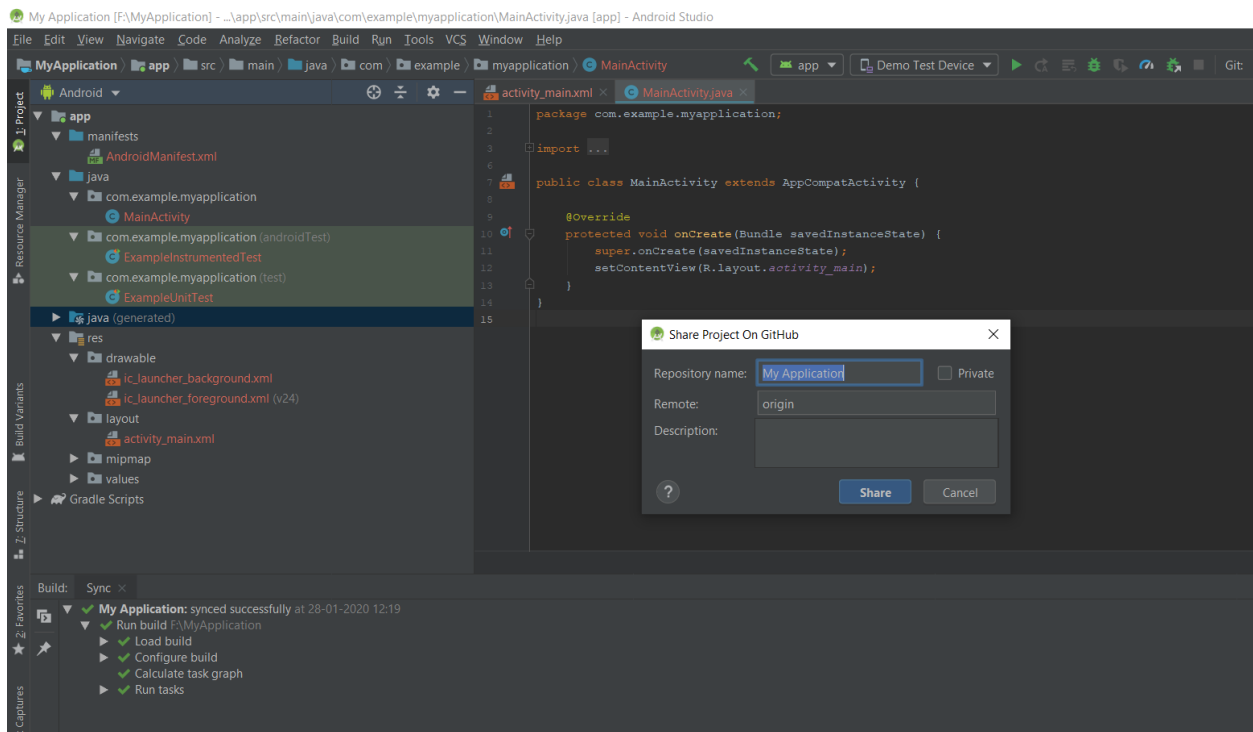 My Application [F:\MyApplication] - ...\app\src\main\java\com\example\myapplication\MainActivity.java [app] - Android Studio
File Edit View Navigate Code Analyze Refactor Build Run Tools VCS Window Help
MyApplication app src main java com example myapplication MainActivity app Demo Test Device Git:
1: Project
Resource Manager
Build Variants
Z: Structure
2: Favorites
Captures
Android
app
manifests
AndroidManifest.xml
java
com.example.myapplication
MainActivity
com.example.myapplication (androidTest)
ExampleInstrumentedTest
com.example.myapplication (test)
ExampleUnitTest
java (generated)
res
drawable
ic_launcher_background.xml
ic_launcher_foreground.xml (v24)
layout
activity_main.xml
mipmap
values
Gradle Scripts
activity_main.xml MainActivity.java
1 package com.example.myapplication;
2
3 import ...
6
7 public class MainActivity extends AppCompatActivity {
8
9 @Override
10 protected void onCreate(Bundle savedInstanceState) {
11 super.onCreate(savedInstanceState);
12 setContentView(R.layout.activity_main);
13 }
14 }
15
Share Project On GitHub
Repository name: My Application Private
Remote: origin
Description:
? Share Cancel
Build: Sync
My Application: synced successfully at 28-01-2020 12:19
Run build F:\MyApplication
Load build
Configure build
Calculate task graph
Run tasks